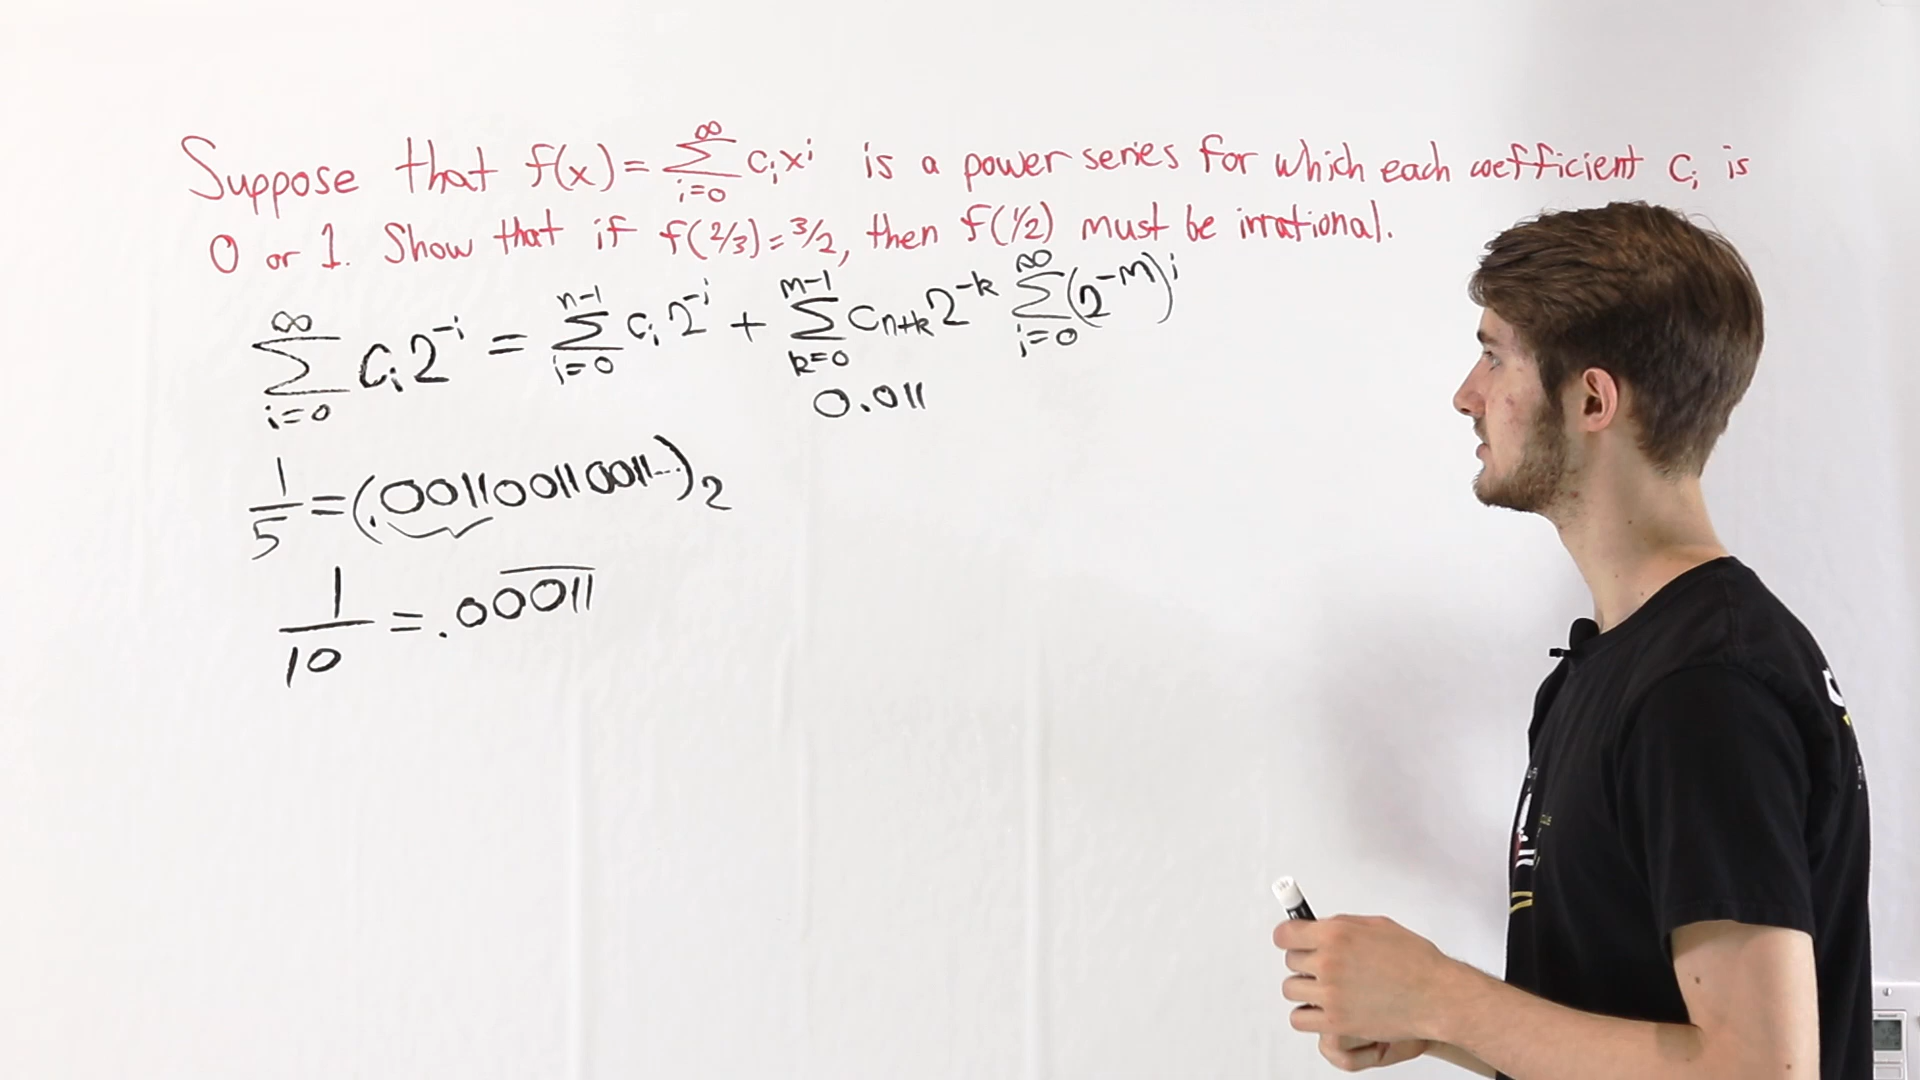 Suppose that f(x) = ∑_{i=0}^{∞} c_i x^i is a power series for which each coefficient c_i is
0 or 1. Show that if f(2/3) = 3/2, then f(1/2) must be irrational.
∑_{i=0}^{∞} c_i 2^{-i} = ∑_{i=0}^{n-1} c_i 2^{-i} + ∑_{k=0}^{m-1} c_{n+k} 2^{-k} ∑_{i=0}^{∞} (2^{-m})^i
0.011
1/5 = (.001100110011...)_2
1/10 = .0\overline{0011}